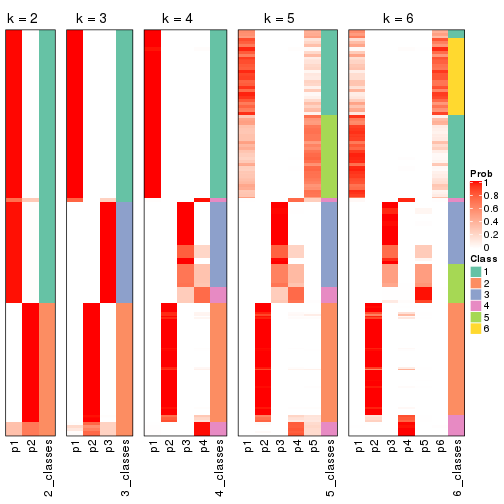 k = 2
k = 3
k = 4
k = 5
k = 6
Prob
1
0.8
0.6
0.4
0.2
0
Class
1
2
3
4
5
6
p1
p2
2_classes
p1
p2
p3
3_classes
p1
p2
p3
p4
4_classes
p1
p2
p3
p4
p5
5_classes
p1
p2
p3
p4
p5
p6
6_classes